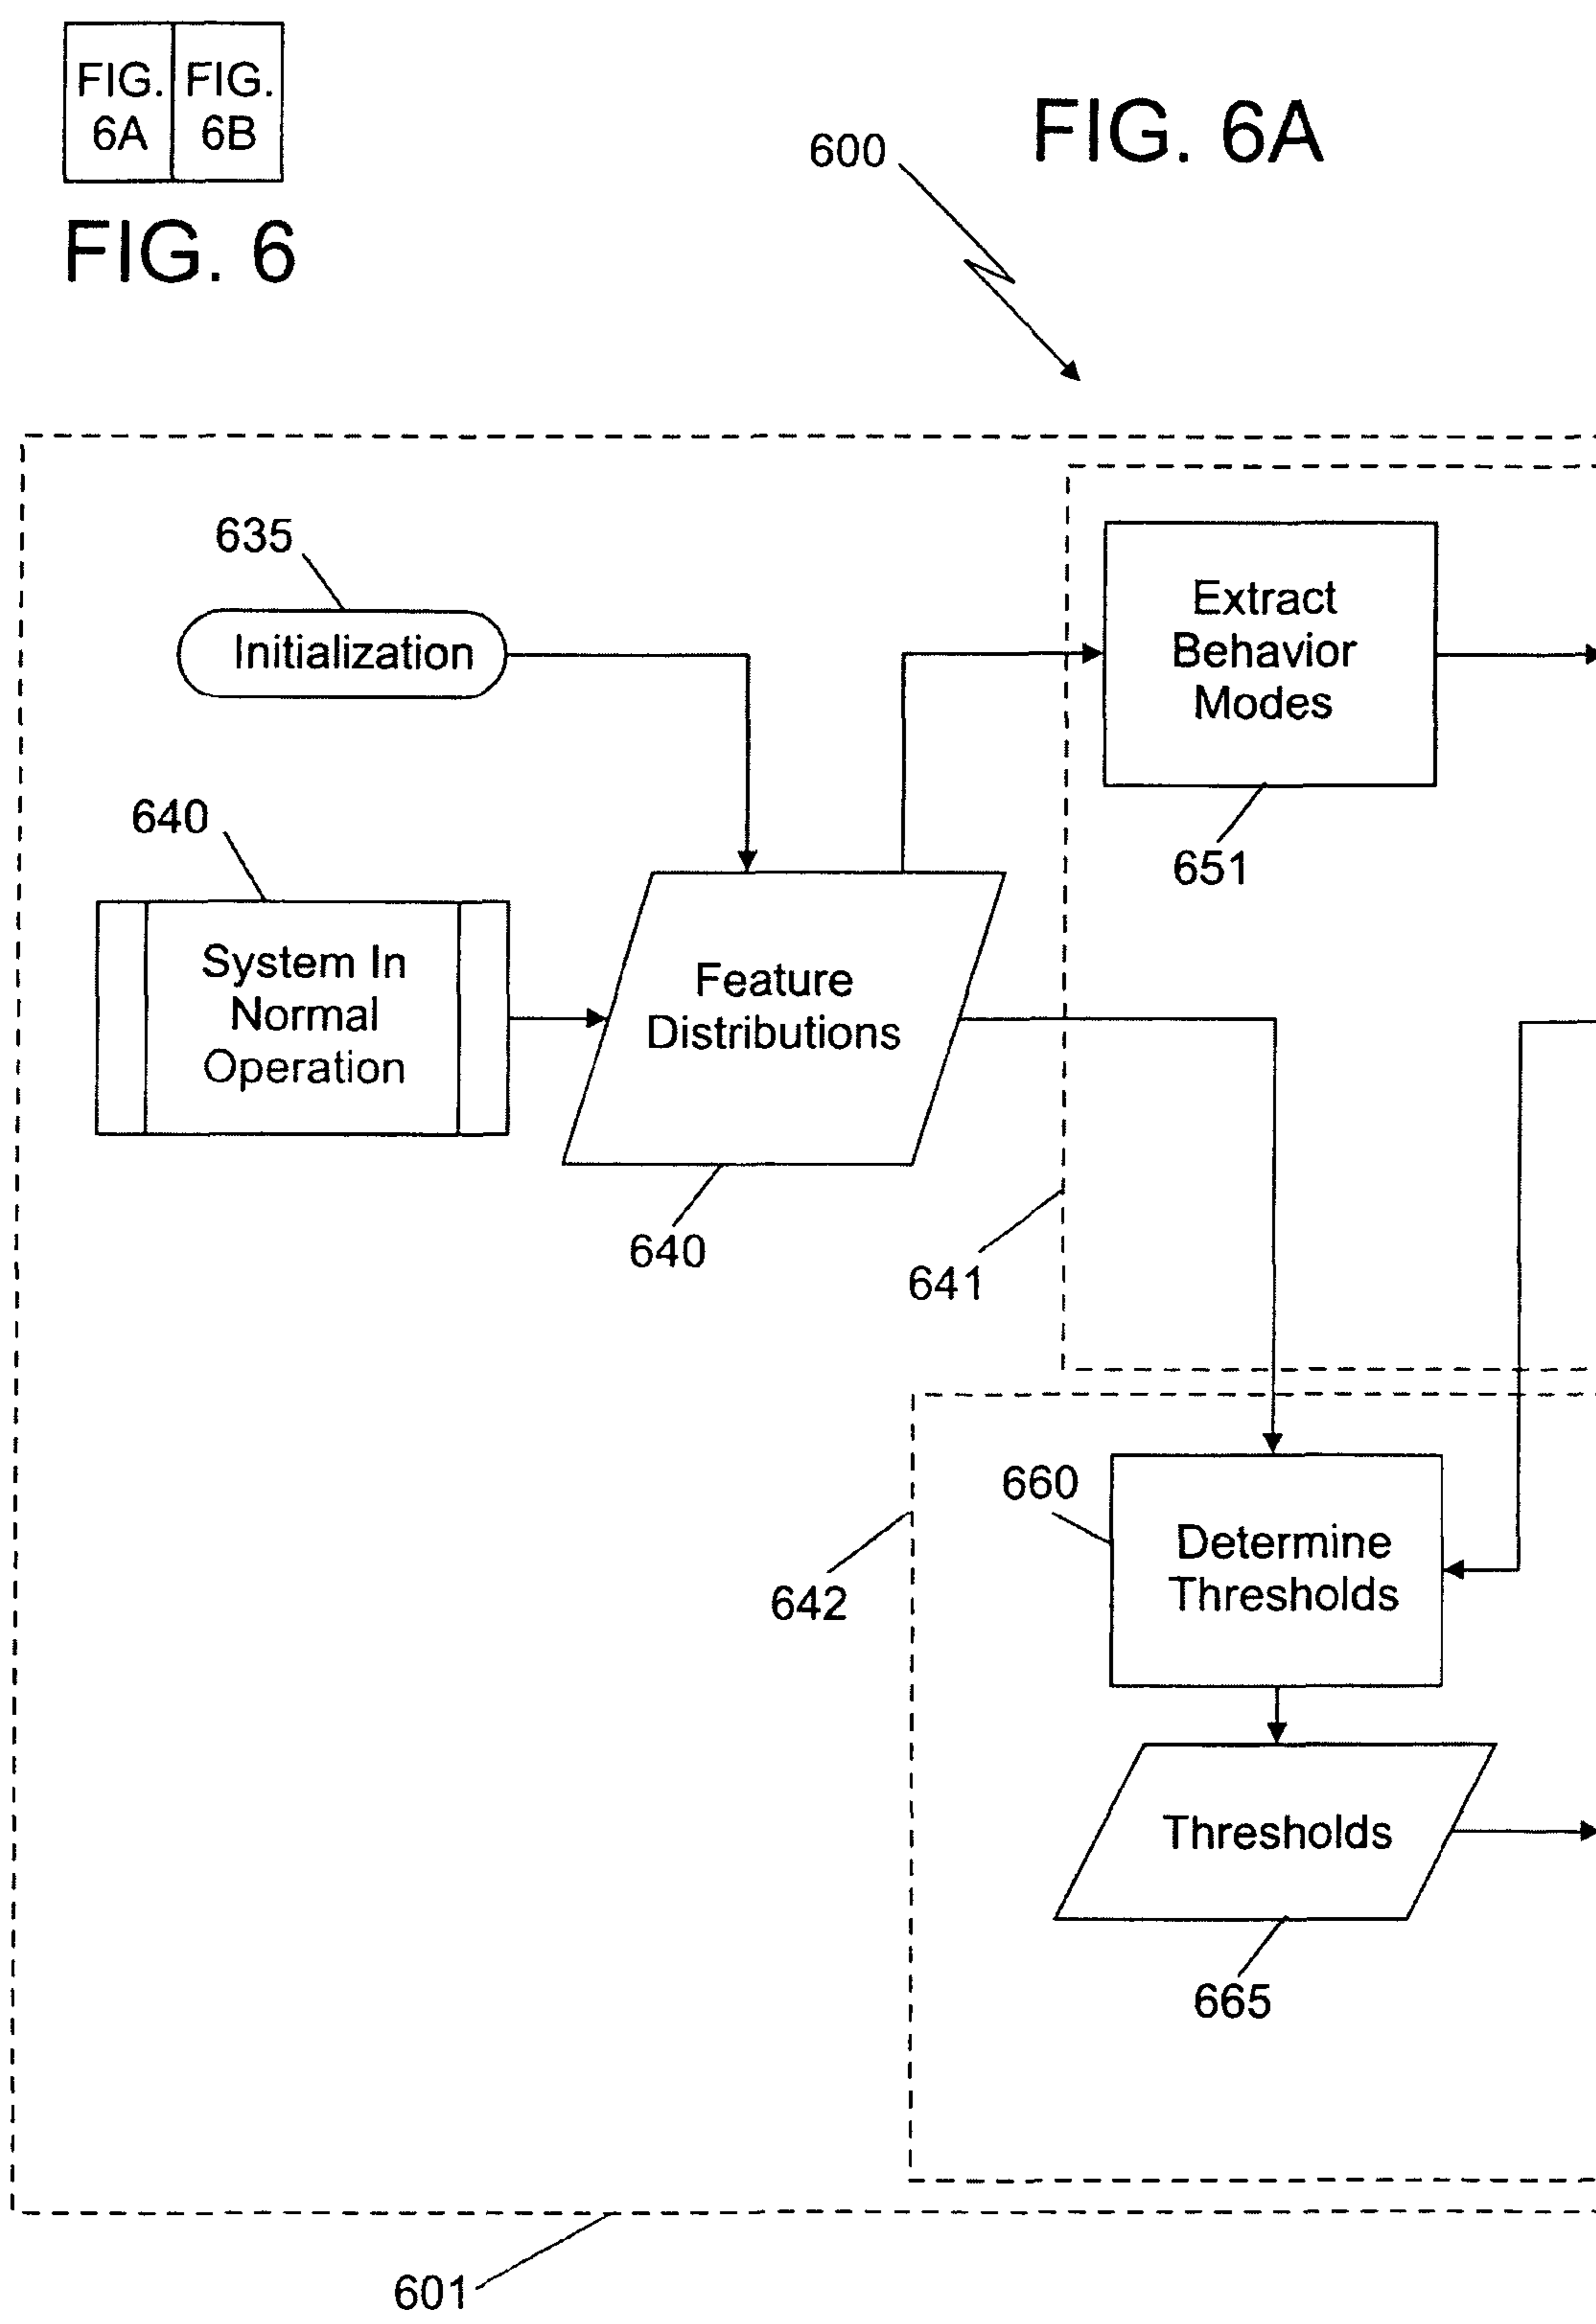 FIG. 6A
FIG. 6B
FIG. 6
FIG. 6A
600
635
Initialization
Extract
Behavior
Modes
651
640
System In
Normal
Operation
Feature
Distributions
640
641
660
Determine
Thresholds
642
Thresholds
665
601